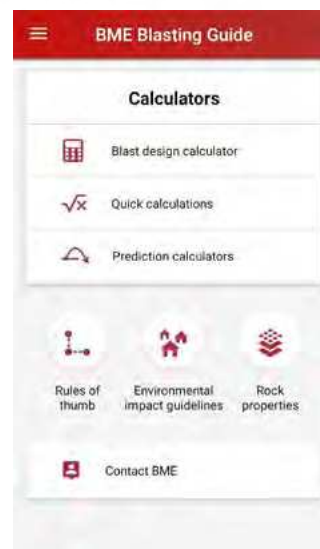 BME Blasting Guide
Calculators
Blast design calculator
√x Quick calculations
Prediction calculators
Rules of
thumb
Environmental
impact guidelines
Rock
properties
Contact BME